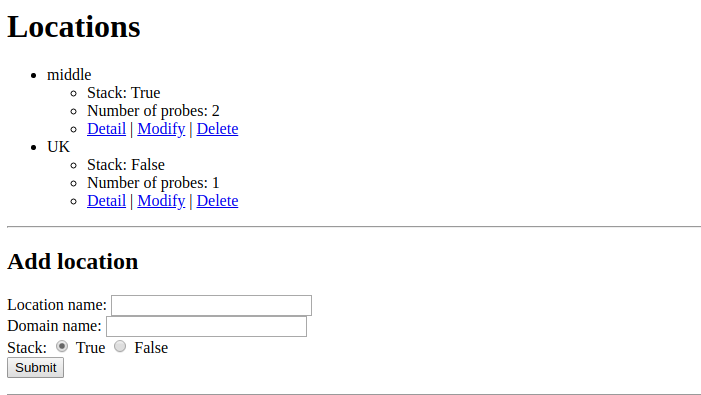 Locations
middle
Stack: True
Number of probes: 2
Detail | Modify | Delete
UK
Stack: False
Number of probes: 1
Detail | Modify | Delete
Add location
Location name:
Domain name:
Stack: True False
Submit